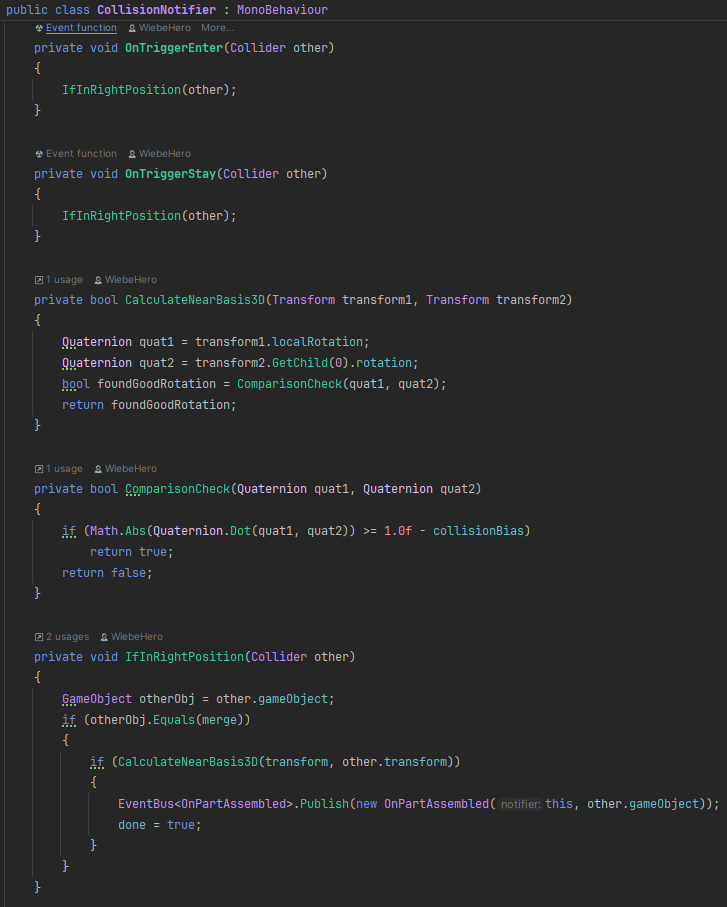 public class CollisionNotifier : MonoBehaviour
Event function WiebeHero More...
private void OnTriggerEnter(Collider other)
{
IfInRightPosition(other);
}
Event function WiebeHero
private void OnTriggerStay(Collider other)
{
IfInRightPosition(other);
}
1 usage WiebeHero
private bool CalculateNearBasis3D(Transform transform1, Transform transform2)
{
Quaternion quat1 = transform1.localRotation;
Quaternion quat2 = transform2.GetChild(0).rotation;
bool foundGoodRotation = ComparisonCheck(quat1, quat2);
return foundGoodRotation;
}
1 usage WiebeHero
private bool ComparisonCheck(Quaternion quat1, Quaternion quat2)
{
if (Math.Abs(Quaternion.Dot(quat1, quat2)) >= 1.0f - collisionBias)
return true;
return false;
}
2 usages WiebeHero
private void IfInRightPosition(Collider other)
{
GameObject otherObj = other.gameObject;
if (otherObj.Equals(merge))
{
if (CalculateNearBasis3D(transform, other.transform))
{
EventBus<OnPartAssembled>.Publish(new OnPartAssembled( notifier: this, other.gameObject));
done = true;
}
}
}